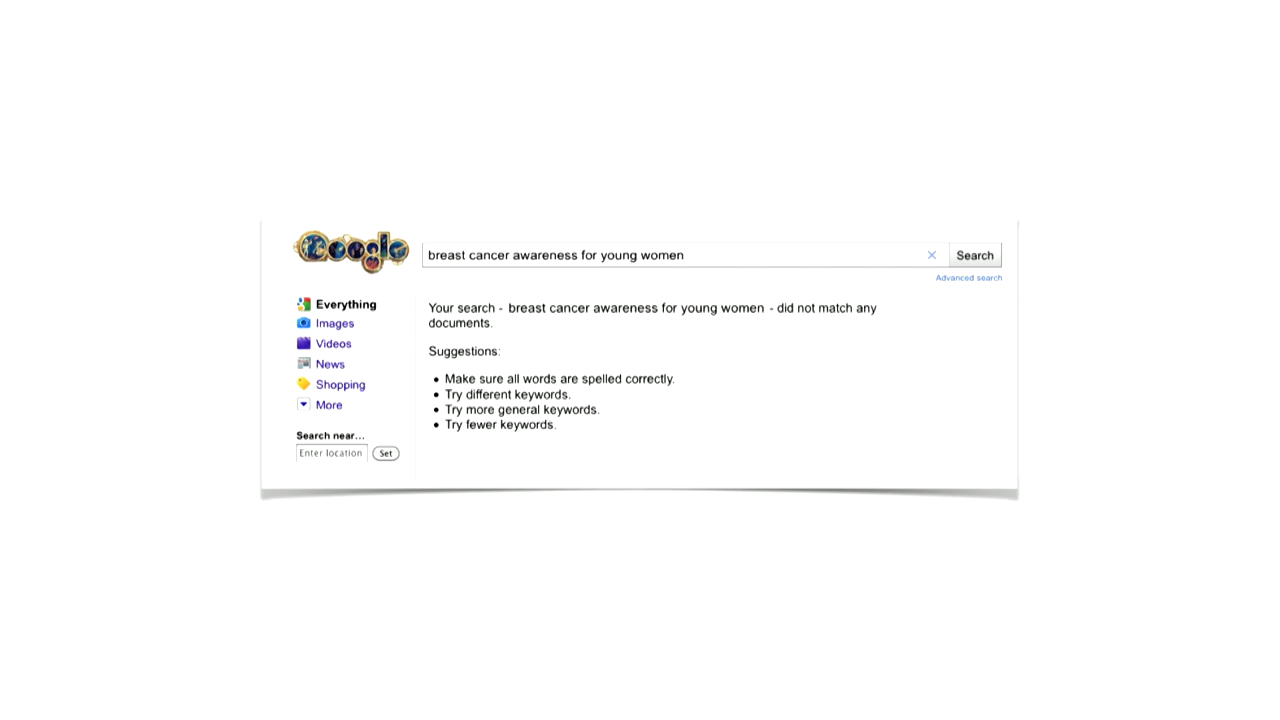 Google
breast cancer awareness for young women
Search
Advanced search
Everything
Images
Videos
News
Shopping
More
Search near...
Enter location
Set
Your search - breast cancer awareness for young women - did not match any
documents.
Suggestions:
• Make sure all words are spelled correctly.
• Try different keywords.
• Try more general keywords.
• Try fewer keywords.